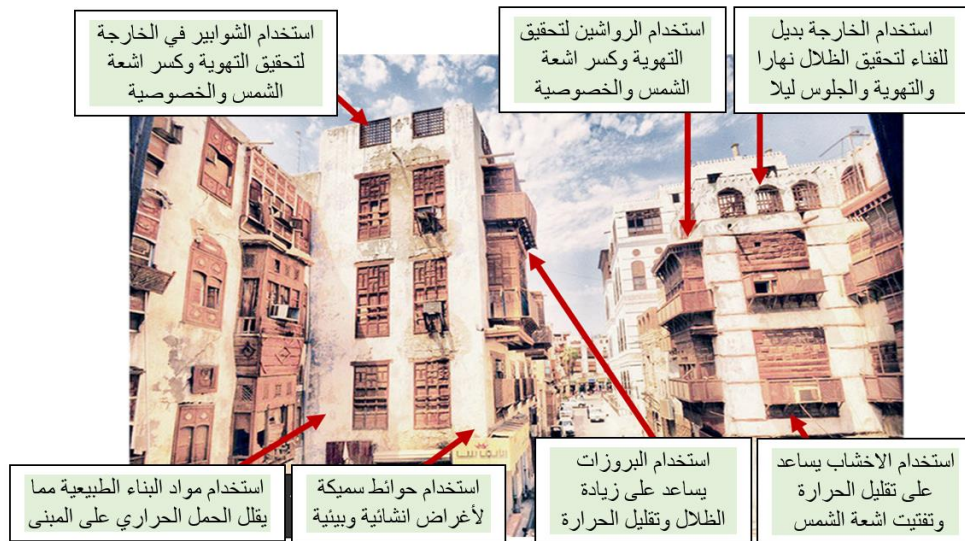 استخدام الخارجة بديل
للفناء لتحقيق الظلال نهارا
والتهوية والجلوس ليلا
استخدام الرواشين لتحقيق
التهوية وكسر اشعة
الشمس والخصوصية
استخدام الشوابير في الخارجة
لتحقيق التهوية وكسر اشعة
الشمس والخصوصية
استخدام الاخشاب يساعد
على تقليل الحرارة
وتفتيت اشعة الشمس
استخدام البروزات
يساعد على زيادة
الظلال وتقليل الحرارة
استخدام حوائط سميكة
لأغراض انشائية وبيئية
استخدام مواد البناء الطبيعية مما
يقلل الحمل الحراري على المبنى